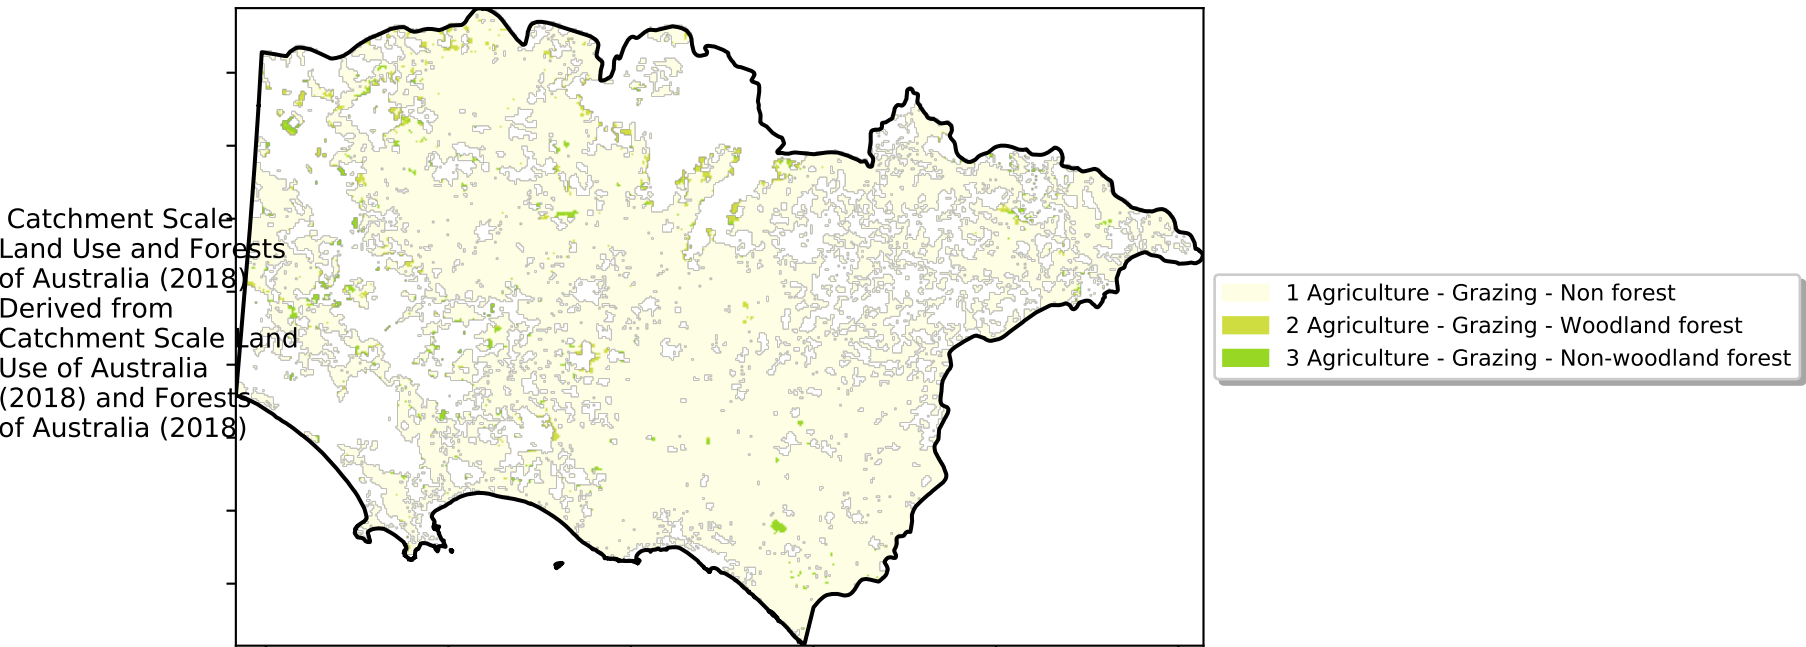 Catchment Scale
Land Use and Forests
of Australia (2018)
Derived from
Catchment Scale Land
Use of Australia
(2018) and Forests
of Australia (2018)
1 Agriculture - Grazing - Non forest
2 Agriculture - Grazing - Woodland forest
3 Agriculture - Grazing - Non-woodland forest